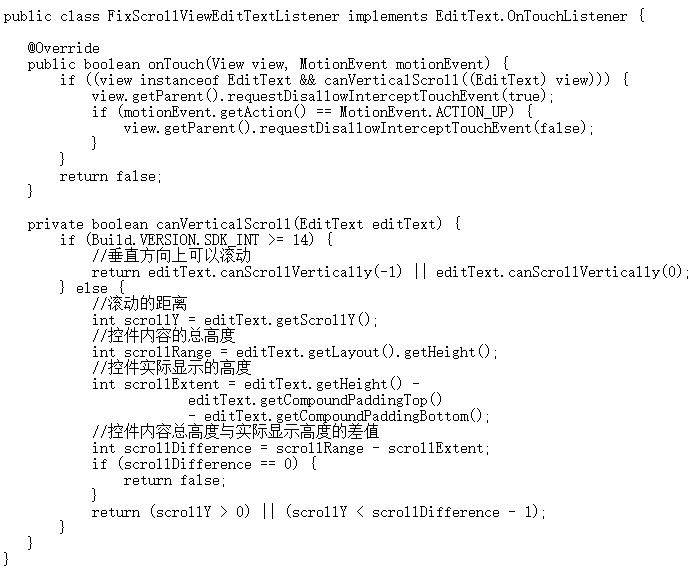 public class FixScrollViewEditTextListener implements EditText.OnTouchListener {
@Override
public boolean onTouch(View view, MotionEvent motionEvent) {
if ((view instanceof EditText && canVerticalScroll((EditText) view))) {
view.getParent().requestDisallowInterceptTouchEvent(true);
if (motionEvent.getAction() == MotionEvent.ACTION_UP) {
view.getParent().requestDisallowInterceptTouchEvent(false);
}
}
return false;
}
private boolean canVerticalScroll(EditText editText) {
if (Build.VERSION.SDK_INT >= 14) {
//垂直方向上可以滚动
return editText.canScrollVertically(-1) || editText.canScrollVertically(0);
} else {
//滚动的距离
int scrollY = editText.getScrollY();
//控件内容的总高度
int scrollRange = editText.getLayout().getHeight();
//控件实际显示的高度
int scrollExtent = editText.getHeight() -
editText.getCompoundPaddingTop()
- editText.getCompoundPaddingBottom();
//控件内容总高度与实际显示高度的差值
int scrollDifference = scrollRange - scrollExtent;
if (scrollDifference == 0) {
return false;
}
return (scrollY > 0) || (scrollY < scrollDifference - 1);
}
}
}